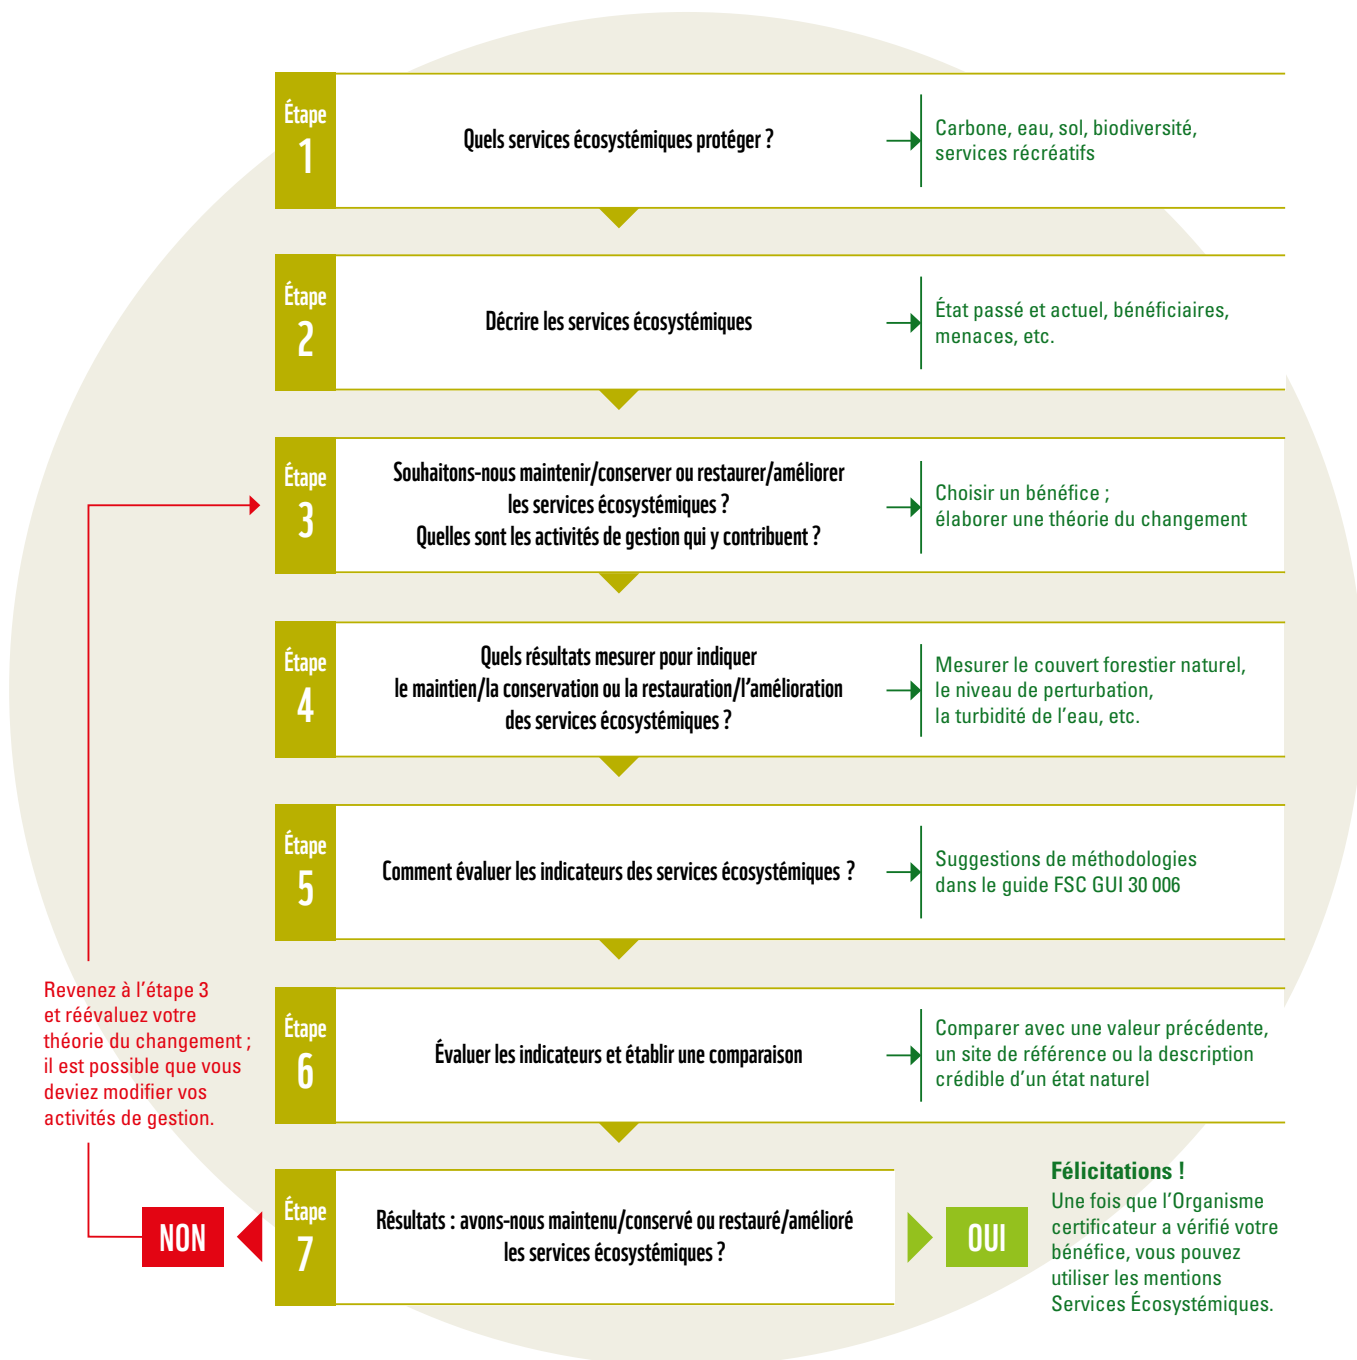 Étape
1
Quels services écosystémiques protéger ?
Carbone, eau, sol, biodiversité,
services récréatifs
Étape
2
Décrire les services écosystémiques
État passé et actuel, bénéficiaires,
menaces, etc.
Étape
3
Souhaitons-nous maintenir/conserver ou restaurer/améliorer
les services écosystémiques ?
Quelles sont les activités de gestion qui y contribuent ?
Choisir un bénéfice ;
élaborer une théorie du changement
Étape
4
Quels résultats mesurer pour indiquer
le maintien/la conservation ou la restauration/l'amélioration
des services écosystémiques ?
Mesurer le couvert forestier naturel,
le niveau de perturbation,
la turbidité de l'eau, etc.
Étape
5
Comment évaluer les indicateurs des services écosystémiques ?
Suggestions de méthodologies
dans le guide FSC GUI 30 006
Étape
6
Évaluer les indicateurs et établir une comparaison
Comparer avec une valeur précédente,
un site de référence ou la description
crédible d'un état naturel
Revenez à l'étape 3
et réévaluez votre
théorie du changement ;
il est possible que vous
deviez modifier vos
activités de gestion.
NON
Étape
7
Résultats : avons-nous maintenu/conservé ou restauré/amélioré
les services écosystémiques ?
OUI
Félicitations !
Une fois que l'Organisme
certificateur a vérifié votre
bénéfice, vous pouvez
utiliser les mentions
Services Écosystémiques.